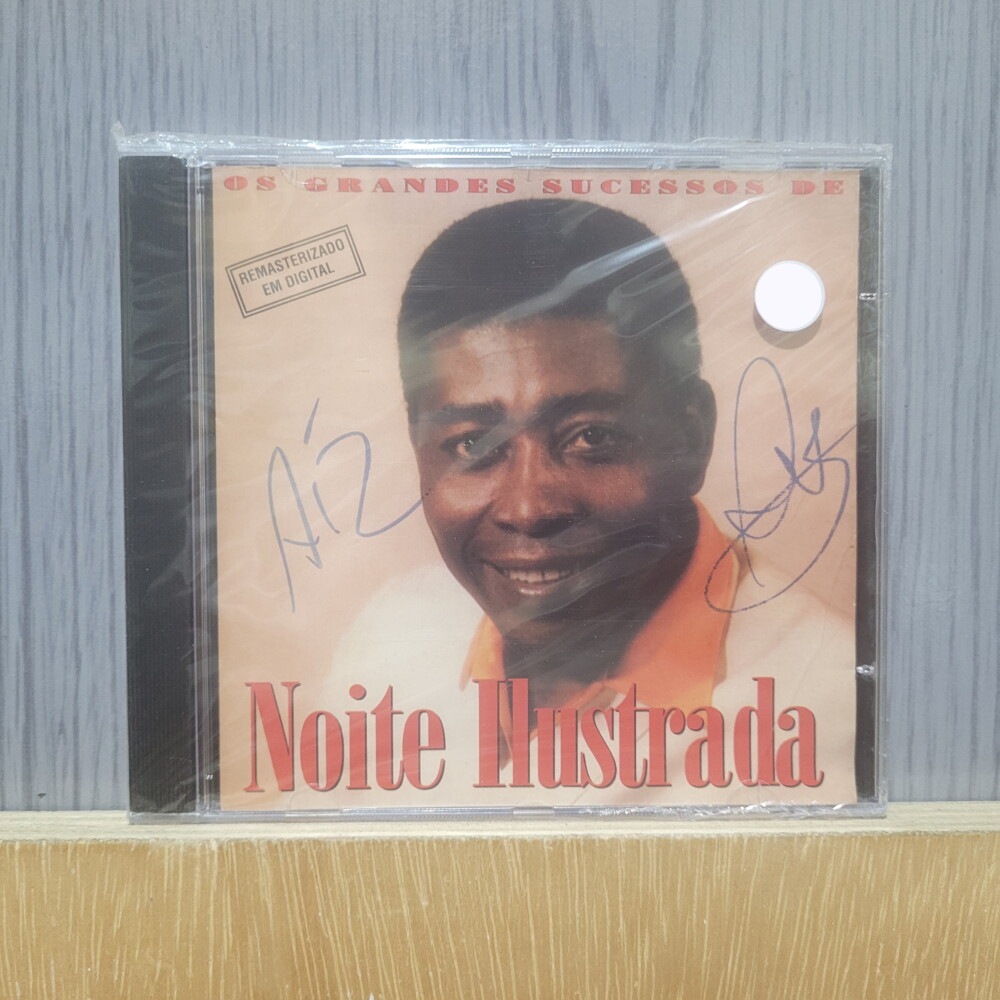 OS GRANDES SUCESSOS DE
REMASTERIZADO
EM DIGITAL
Noite Ilustrada